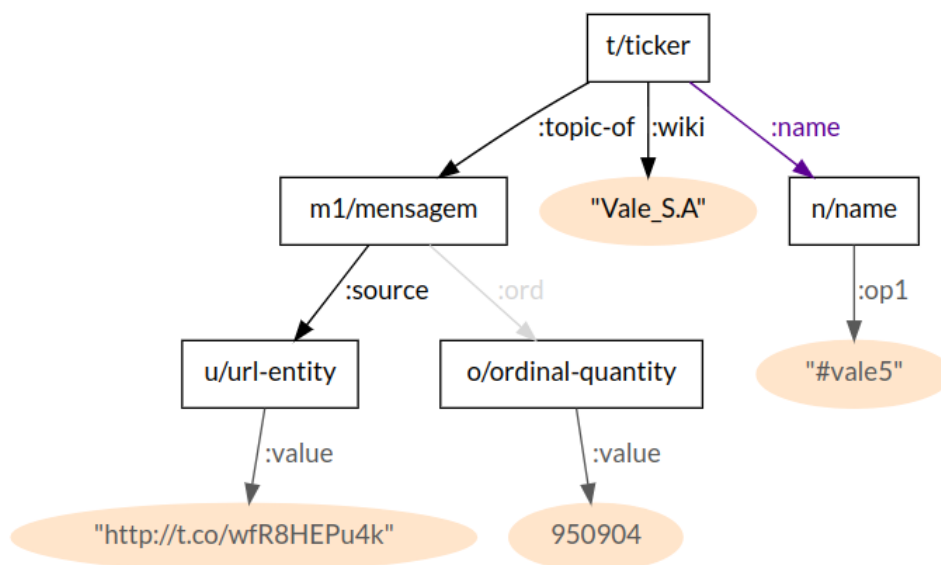 t/ticker
:topic-of :wiki :name
m1/mensagem "Vale_S.A" n/name
:source :ord :op1
u/url-entity o/ordinal-quantity "#vale5"
:value :value
"http://t.co/wfR8HEPu4k" 950904